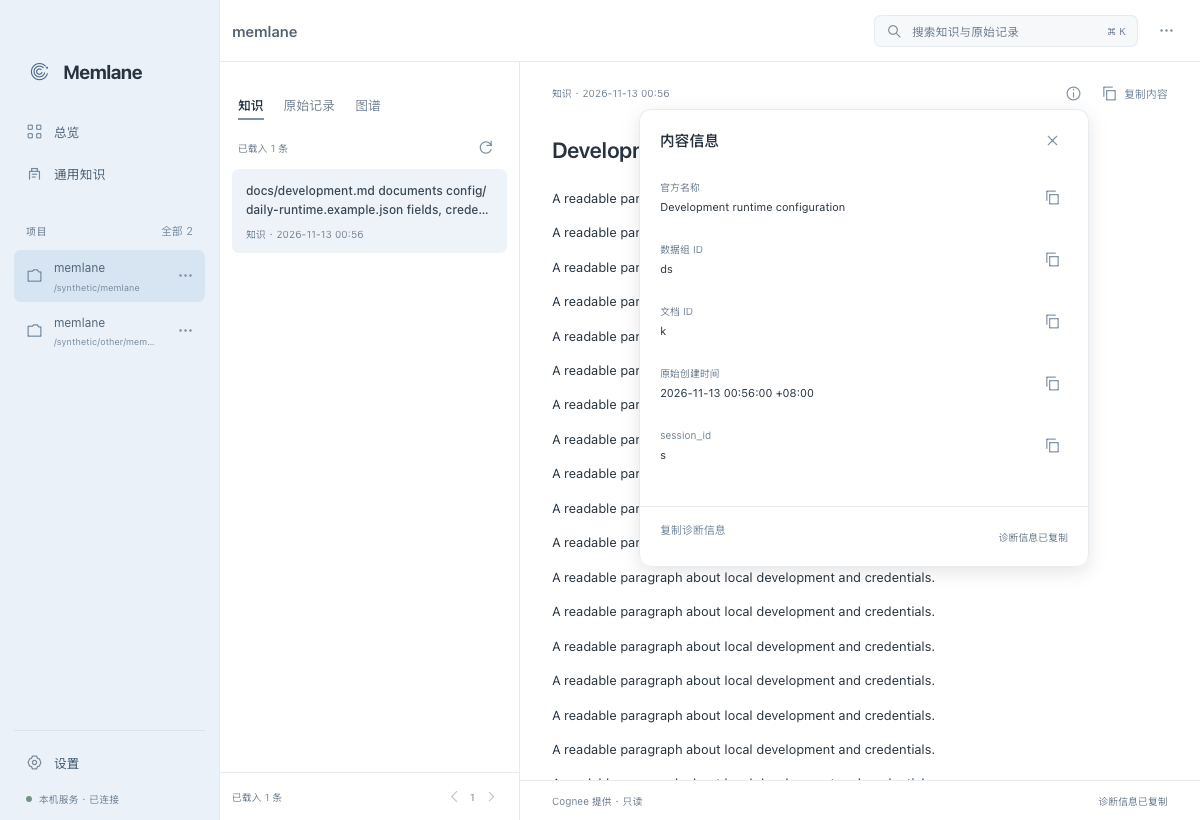 Memlane
总览
通用知识
项目
全部 2
memlane
/synthetic/memlane
memlane
/synthetic/other/mem...
设置
本机服务 · 已连接
memlane
搜索知识与原始记录
⌘ K
知识
原始记录
图谱
已载入 1 条
docs/development.md documents config/
daily-runtime.example.json fields, crede...
知识 · 2026-11-13 00:56
已载入 1 条
1
知识 · 2026-11-13 00:56
复制内容
Developr
A readable par
A readable par
A readable par
A readable par
A readable par
A readable par
A readable par
A readable par
A readable par
A readable par
A readable par
内容信息
官方名称
Development runtime configuration
数据组 ID
ds
文档 ID
k
原始创建时间
2026-11-13 00:56:00 +08:00
session_id
s
复制诊断信息
诊断信息已复制
A readable paragraph about local development and credentials.
A readable paragraph about local development and credentials.
A readable paragraph about local development and credentials.
A readable paragraph about local development and credentials.
A readable paragraph about local development and credentials.
A readable paragraph about local development and credentials.
Cognee 提供 · 只读
诊断信息已复制